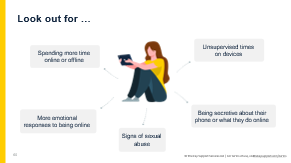 Look out for …
Spending more time
online or offline
Unsupervised times
on devices
More emotional
responses to being online
Being secretive about their
phone or what they do online
Signs of sexual
abuse